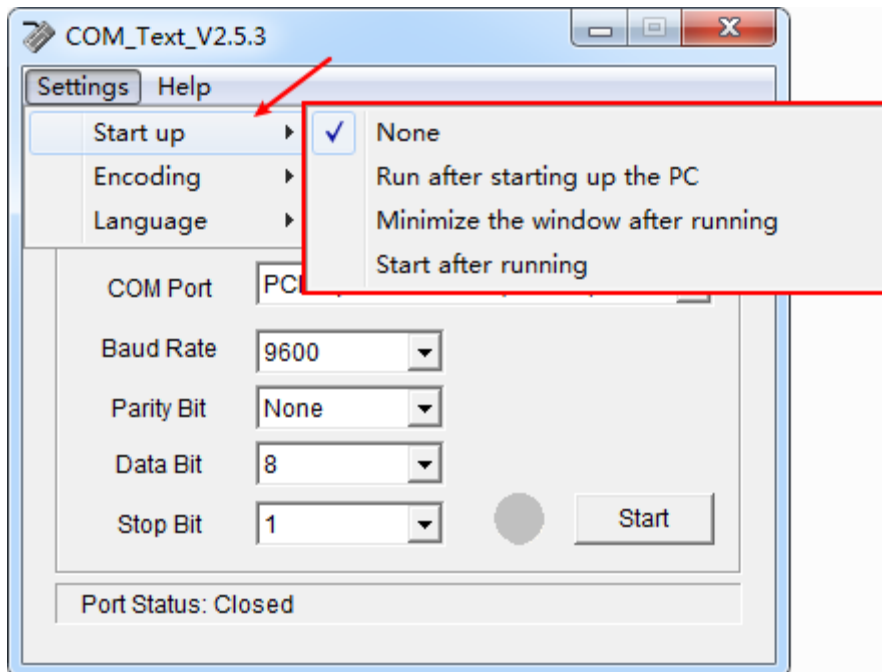 COM_Text_V2.5.3
Settings Help
Start up
None
Run after starting up the PC
Encoding
Minimize the window after running
Language
Start after running
COM Port
Baud Rate 9600
Parity Bit None
Data Bit 8
Stop Bit 1
Start
Port Status: Closed